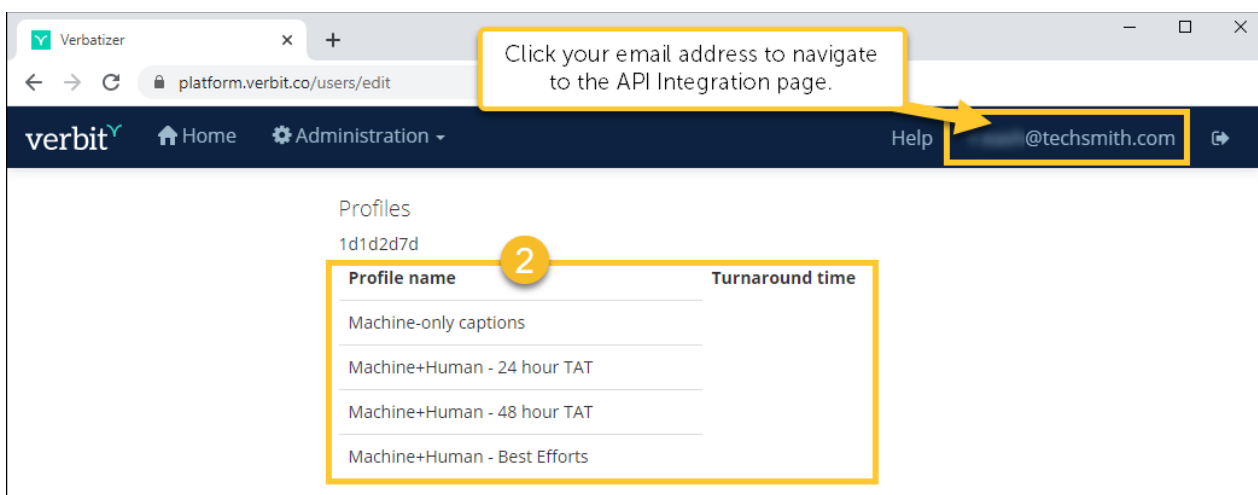 Verbatizer
Click your email address to navigate
to the API Integration page.
platform.verbit.co/users/edit
verbit Home Administration Help @techsmith.com
Profiles
1d1d2d7d
2
Profile name Turnaround time
Machine-only captions
Machine+Human - 24 hour TAT
Machine+Human - 48 hour TAT
Machine+Human - Best Efforts